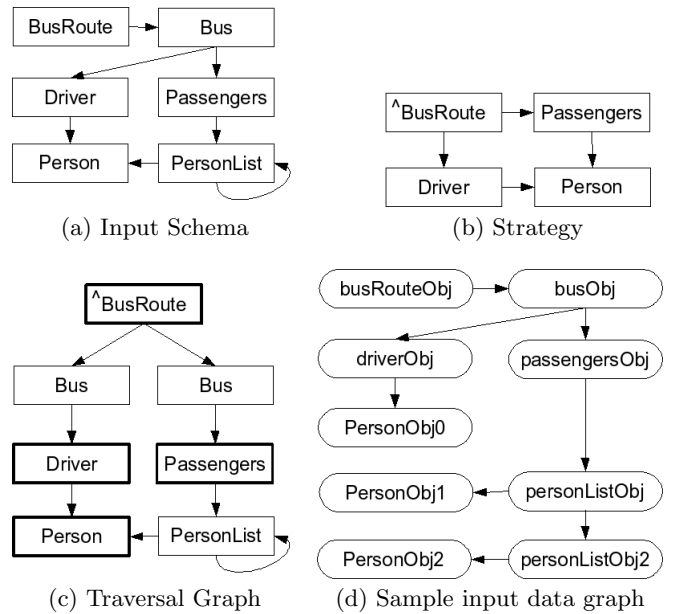 BusRoute
Bus
Driver
Passengers
Person
PersonList
(a) Input Schema
^BusRoute
Passengers
Driver
Person
(b) Strategy
^BusRoute
Bus
Bus
Driver
Passengers
Person
PersonList
(c) Traversal Graph
busRouteObj
busObj
driverObj
passengersObj
PersonObj0
PersonObj1
personListObj
PersonObj2
personListObj2
(d) Sample input data graph